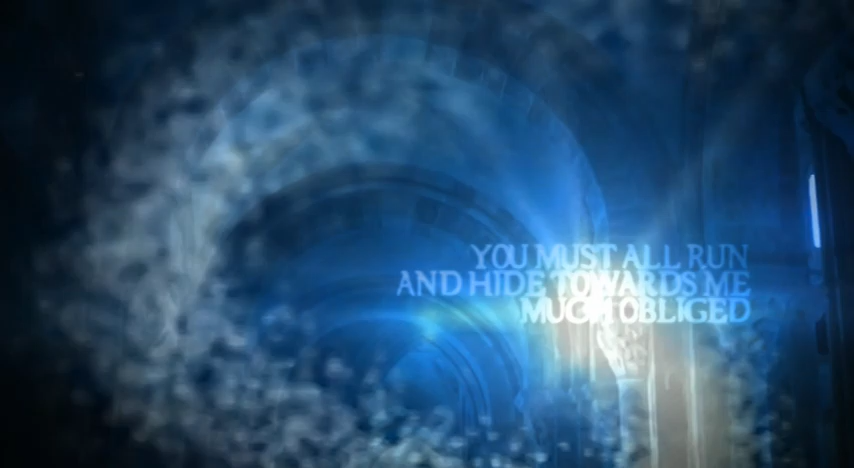 YOU MUST ALL RUN
AND HIDE TOWARDS ME
MUCH OBLIGED